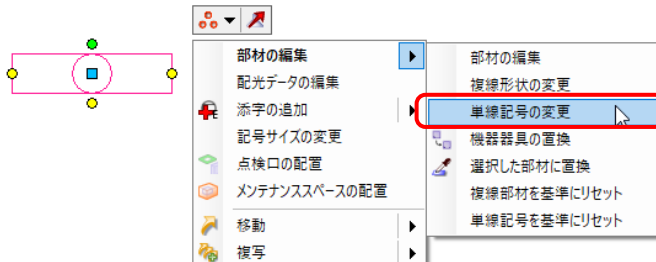 部材の編集
配光データの編集
添字の追加
記号サイズの変更
点検口の配置
メンテナンススペースの配置
移動
複写
部材の編集
複線形状の変更
単線記号の変更
機器器具の置換
選択した部材に置換
複線部材を基準にリセット
単線記号を基準にリセット